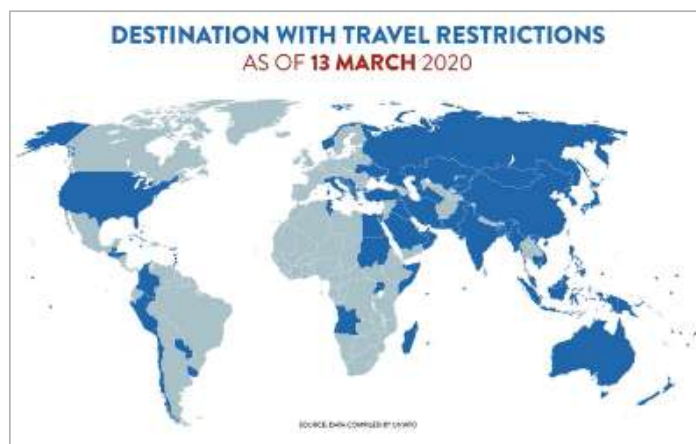 DESTINATION WITH TRAVEL RESTRICTIONS
AS OF 13 MARCH 2020
SOURCE: DATA COMPILED BY UNWTO